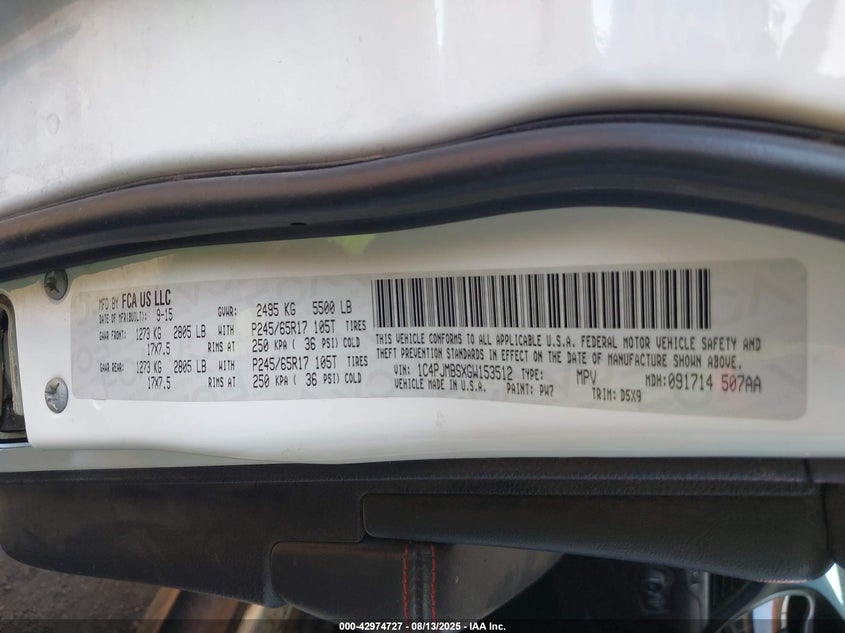 MFD BY FCA US LLC
DATE OF MFR(BUILT): 9-15 GVWR: 2495 KG 5500 LB
GAWR FRONT: 1273 KG 2805 LB WITH P245/65R17 105T TIRES
17X7.5 RIMS AT 250 KPA ( 36 PSI) COLD
GAWR REAR: 1273 KG 2805 LB WITH P245/65R17 105T TIRES
17X7.5 RIMS AT 250 KPA ( 36 PSI) COLD
THIS VEHICLE CONFORMS TO ALL APPLICABLE U.S.A. FEDERAL MOTOR VEHICLE SAFETY AND
THEFT PREVENTION STANDARDS IN EFFECT ON THE DATE OF MANUFACTURE SHOWN ABOVE.
VIN: 1C4PJMBSXGW153512 TYPE: MPV MDH: 091714 507AA
VEHICLE MADE IN U.S.A. PAINT: PW7 TRIM: D5X9
000-42974727 - 08/13/2025 - IAA Inc.